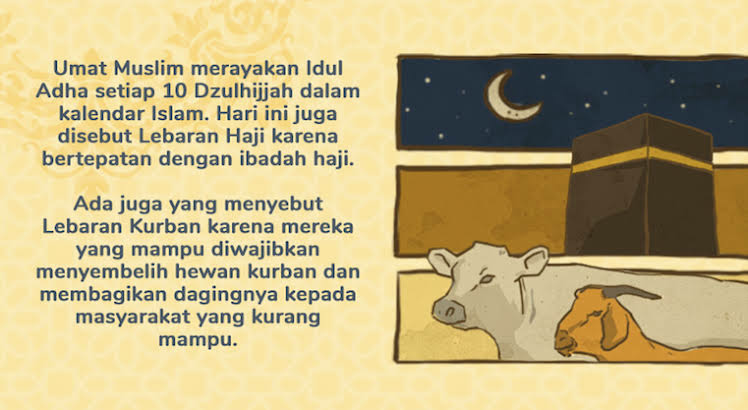 Umat Muslim merayakan Idul
Adha setiap 10 Dzulhijjah dalam
kalendar Islam. Hari ini juga
disebut Lebaran Haji karena
bertepatan dengan ibadah haji.
Ada juga yang menyebut
Lebaran Kurban karena mereka
yang mampu diwajibkan
menyembelih hewan kurban dan
membagikan dagingnya kepada
masyarakat yang kurang
mampu.